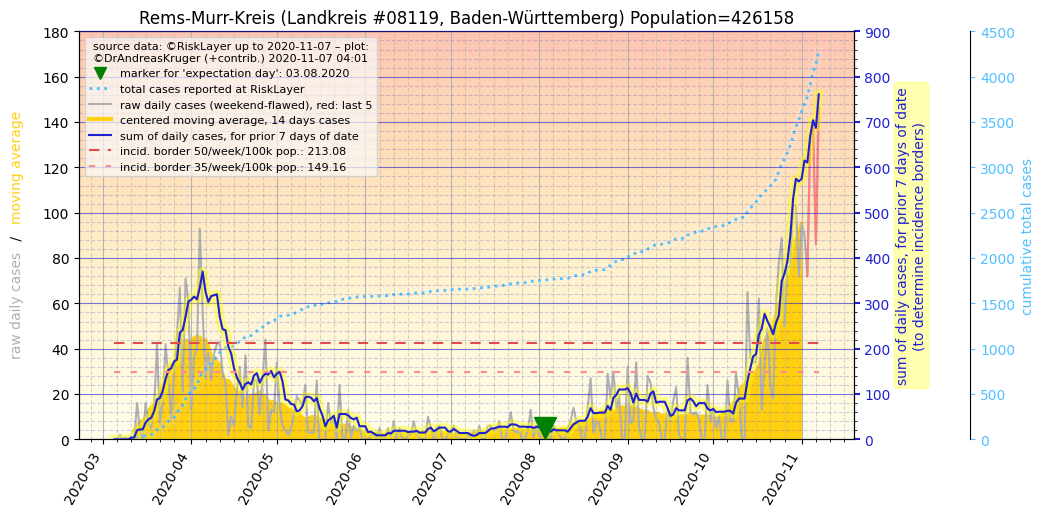 Rems-Murr-Kreis (Landkreis #08119, Baden-Württemberg) Population=426158
source data: ©RiskLayer up to 2020-11-07 – plot:
©DrAndreasKruger (+contrib.) 2020-11-07 04:01
marker for 'expectation day': 03.08.2020
total cases reported at RiskLayer
raw daily cases (weekend-flawed), red: last 5
centered moving average, 14 days cases
sum of daily cases, for prior 7 days of date
incid. border 50/week/100k pop.: 213.08
incid. border 35/week/100k pop.: 149.16
raw daily cases / moving average
180
160
140
120
100
80
60
40
20
0
2020-03
2020-04
2020-05
2020-06
2020-07
2020-08
2020-09
2020-10
2020-11
900
800
700
600
500
400
300
200
100
0
sum of daily cases, for prior 7 days of date
(to determine incidence borders)
4500
4000
3500
3000
2500
2000
1500
1000
500
0
cumulative total cases